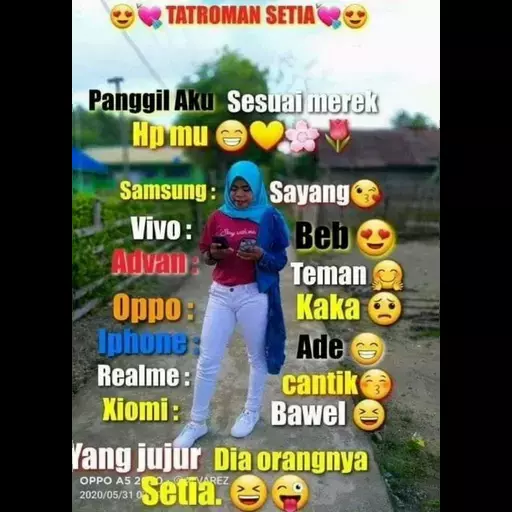 😍💘 TATROMAN SETIA💘😍
Panggil Aku Sesuai merek
Hp mu 😁💛🌸🌷
Samsung : Sayang😘
Vivo : Beb 😍
Advan : Teman 🤗
Oppo : Kaka 😟
Iphone : Ade 😁
Realme : cantik😚
Xiomi : Bawel 😆
Yang jujur Dia orangnya
Setia. 😆😜
OPPO A5 2020
2020/05/31